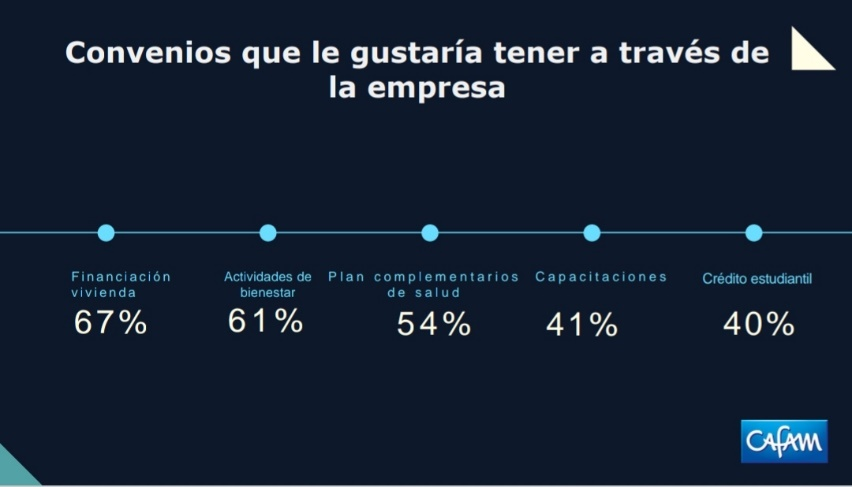 Convenios que le gustaría tener a través de
la empresa
Financiación
vivienda
67%
Actividades de
bienestar
61%
Plan complementarios
de salud
54%
Capacitaciones
41%
Crédito estudiantil
40%
CAFAM